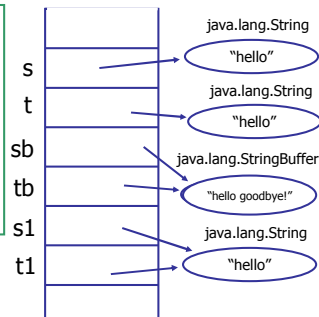 java.lang.String
s
“hello”
java.lang.String
t
“hello”
sb
java.lang.StringBuffer
tb
“hello goodbye!”
s1
java.lang.String
t1
“hello”